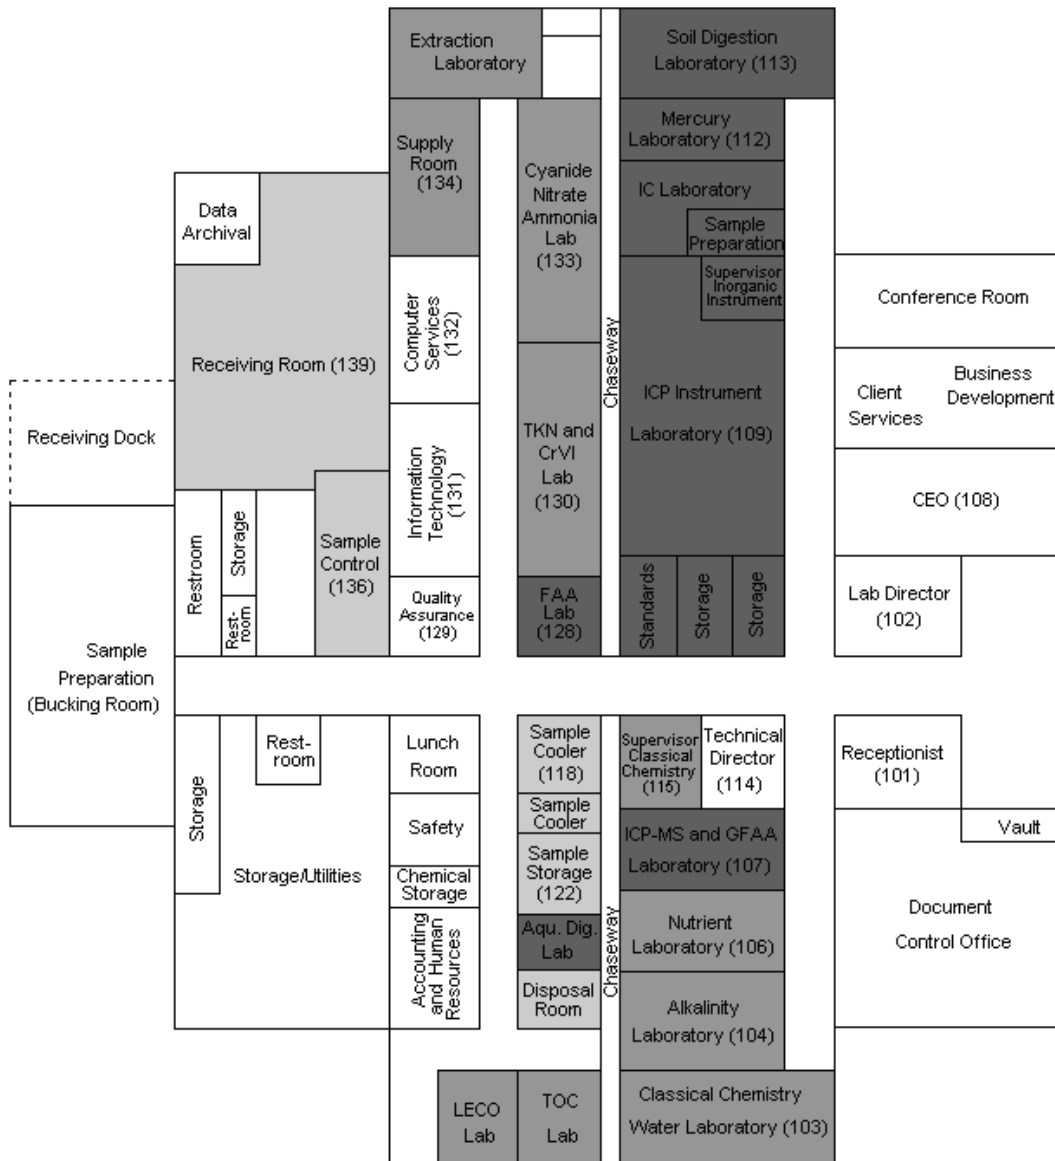 Extraction
Laboratory
Soil Digestion
Laboratory (113)
Supply
Room
(134)
Cyanide
Nitrate
Ammonia
Lab
(133)
Mercury
Laboratory (112)
IC Laboratory
Sample
Preparation
Supervisor
Inorganic
Instrument
Data
Archival
Receiving Room (139)
Computer
Services
(132)
Chaseway
ICP Instrument
Laboratory (109)
Conference Room
Business
Development
Client
Services
CEO (108)
Receiving Dock
Information
Technology
(131)
TKN and
CrVI
Lab
(130)
Restroom
Storage
Rest-
room
Sample
Control
(136)
Quality
Assurance
(129)
FAA
Lab
(128)
Standards
Storage
Storage
Lab Director
(102)
Sample
Preparation
(Bucking Room)
Storage
Rest-
room
Storage/Utilities
Lunch
Room
Safety
Chemical
Storage
Accounting
and Human
Resources
Sample
Cooler
(118)
Sample
Cooler
Sample
Storage
(122)
Aqu. Dig.
Lab
Disposal
Room
Chaseway
Supervisor
Classical
Chemistry
(115)
Technical
Director
(114)
ICP-MS and GFAA
Laboratory (107)
Nutrient
Laboratory (106)
Alkalinity
Laboratory (104)
Receptionist
(101)
Vault
Document
Control Office
LECO
Lab
TOC
Lab
Classical Chemistry
Water Laboratory (103)